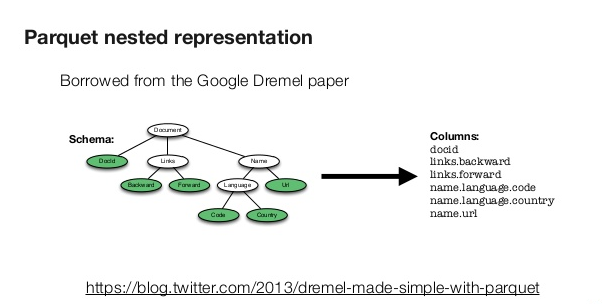 Parquet nested representation
Borrowed from the Google Dremel paper
Schema:
Document
DocId
Links
Name
Backward
Forward
Language
Url
Code
Country
Columns:
docid
links.backward
links.forward
name.language.code
name.language.country
name.url
https://blog.twitter.com/2013/dremel-made-simple-with-parquet